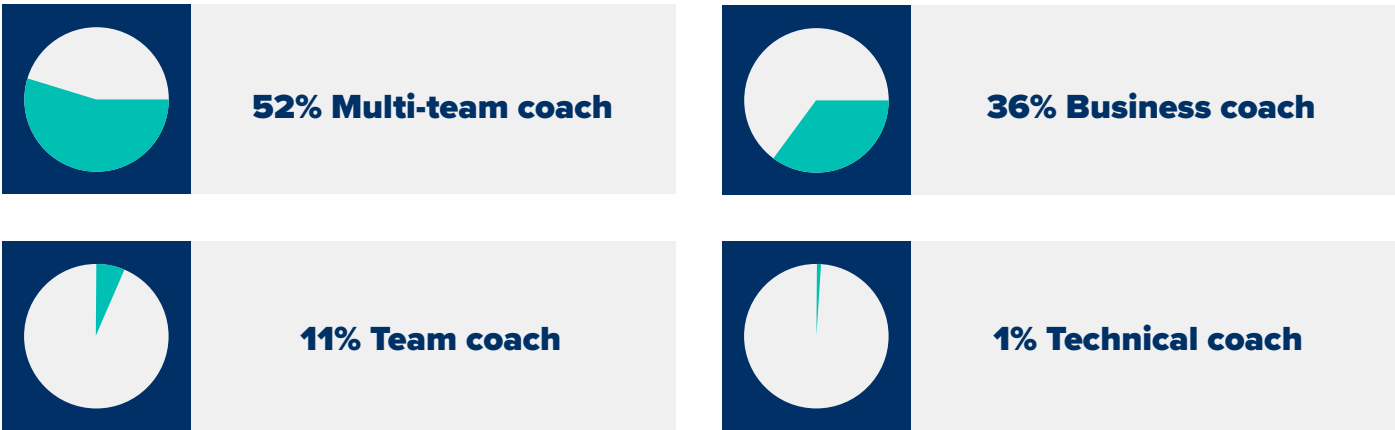 52% Multi-team coach
36% Business coach
11% Team coach
1% Technical coach